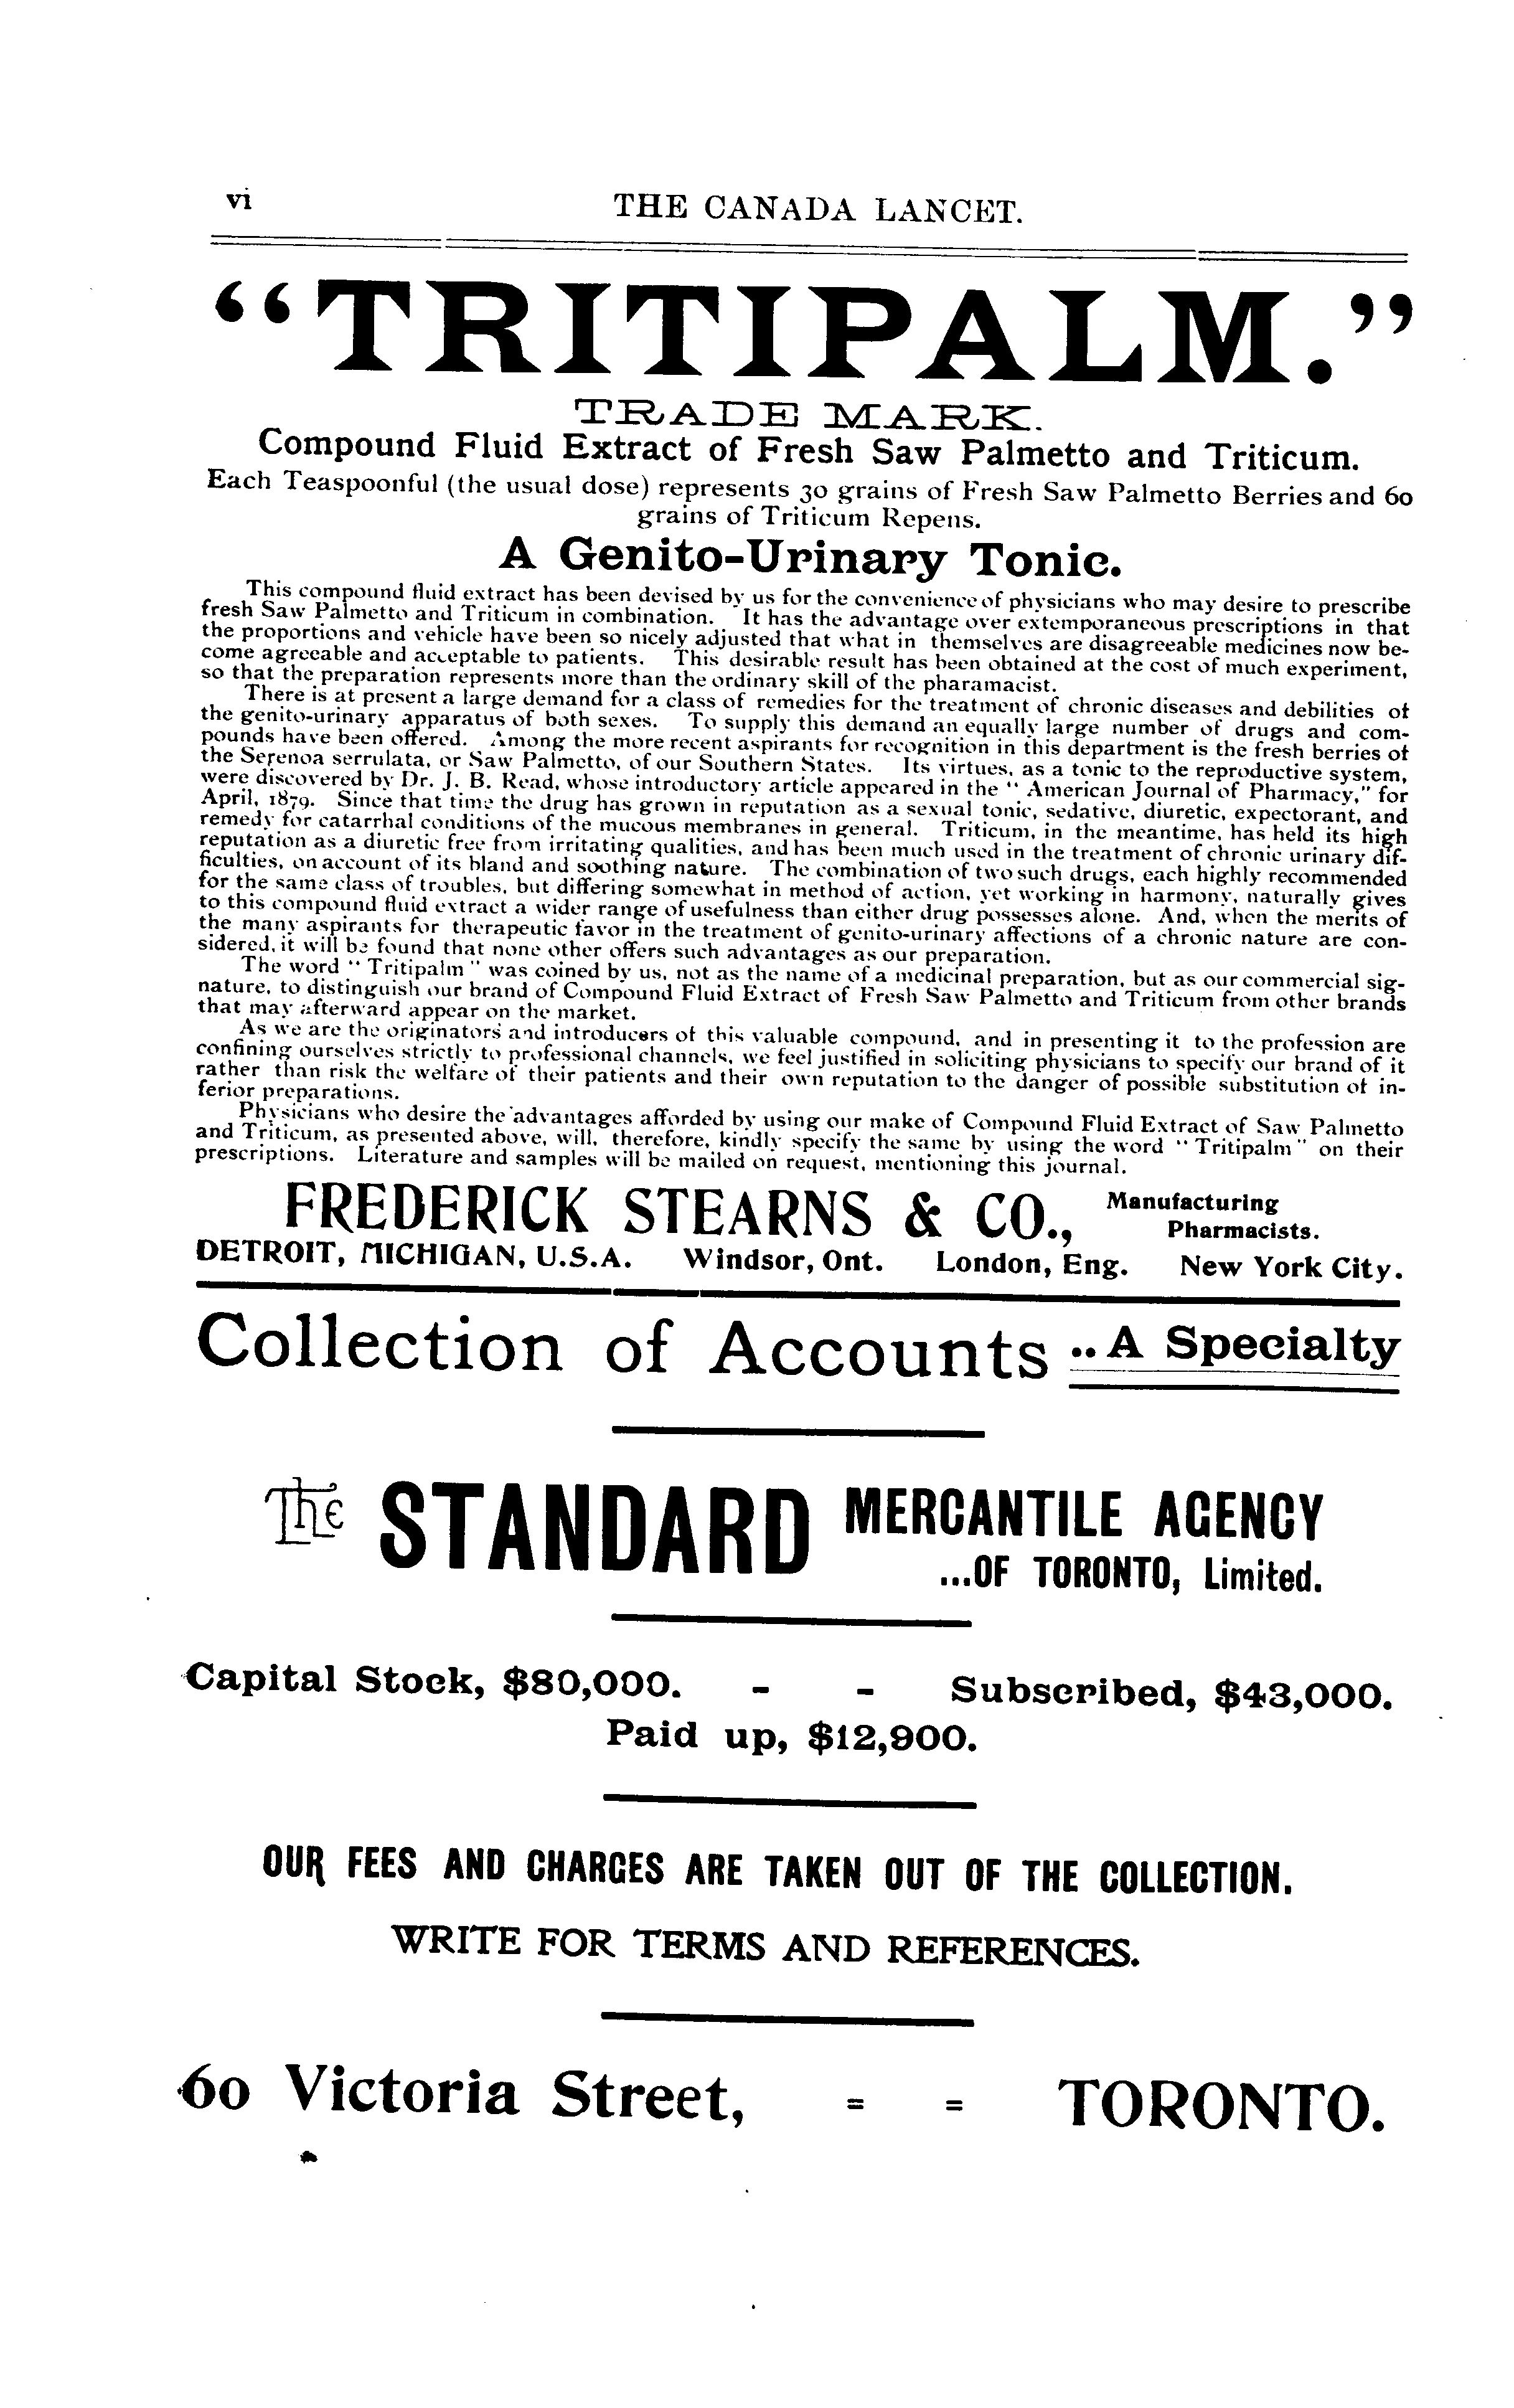 vi
THE CANADA LANCET.
“TRITIPALM.”
TRADE MARK.
Compound Fluid Extract of Fresh Saw Palmetto and Triticum.
Each Teaspoonful (the usual dose) represents 30 grains of Fresh Saw Palmetto Berries and 60
grains of Triticum Repens.
A Genito-Urinary Tonic.
This compound fluid extract has been devised by us for the convenience of physicians who may desire to prescribe
fresh Saw Palmetto and Triticum in combination. It has the advantage over extemporaneous prescriptions in that
the proportions and vehicle have been so nicely adjusted that what in themselves are disagreeable medicines now be-
come agreeable and acceptable to patients. This desirable result has been obtained at the cost of much experiment,
so that the preparation represents more than the ordinary skill of the pharamacist.
There is at present a large demand for a class of remedies for the treatment of chronic diseases and debilities of
the genito-urinary apparatus of both sexes. To supply this demand an equally large number of drugs and com-
pounds have been offered. Among the more recent aspirants for recognition in this department is the fresh berries of
the Serenoa serrulata, or Saw Palmetto, of our Southern States. Its virtues, as a tonic to the reproductive system,
were discovered by Dr. J. B. Read, whose introductory article appeared in the “ American Journal of Pharmacy,” for
April, 1879. Since that time the drug has grown in reputation as a sexual tonic, sedative, diuretic, expectorant, and
remedy for catarrhal conditions of the mucous membranes in general. Triticum, in the meantime, has held its high
reputation as a diuretic free from irritating qualities, and has been much used in the treatment of chronic urinary dif-
ficulties, on account of its bland and soothing nature. The combination of two such drugs, each highly recommended
for the same class of troubles, but differing somewhat in method of action, yet working in harmony, naturally gives
to this compound fluid extract a wider range of usefulness than either drug possesses alone. And, when the merits of
the many aspirants for therapeutic favor in the treatment of genito-urinary affections of a chronic nature are con-
sidered, it will be found that none other offers such advantages as our preparation.
The word “ Tritipalm ” was coined by us, not as the name of a medicinal preparation, but as our commercial sig-
nature, to distinguish our brand of Compound Fluid Extract of Fresh Saw Palmetto and Triticum from other brands
that may afterward appear on the market.
As we are the originators and introducers of this valuable compound, and in presenting it to the profession are
confining ourselves strictly to professional channels, we feel justified in soliciting physicians to specify our brand of it
rather than risk the welfare of their patients and their own reputation to the danger of possible substitution of in-
ferior preparations.
Physicians who desire the advantages afforded by using our make of Compound Fluid Extract of Saw Palmetto
and Triticum, as presented above, will, therefore, kindly specify the same by using the word “ Tritipalm ” on their
prescriptions. Literature and samples will be mailed on request, mentioning this journal.
FREDERICK STEARNS & CO., Manufacturing
Pharmacists.
DETROIT, MICHIGAN, U.S.A. Windsor, Ont. London, Eng. New York City.
Collection of Accounts .. A Specialty
The STANDARD MERCANTILE AGENCY
...OF TORONTO, Limited.
Capital Stock, $80,000. - - Subscribed, $43,000.
Paid up, $12,900.
OUR FEES AND CHARGES ARE TAKEN OUT OF THE COLLECTION.
WRITE FOR TERMS AND REFERENCES.
60 Victoria Street, = = TORONTO.